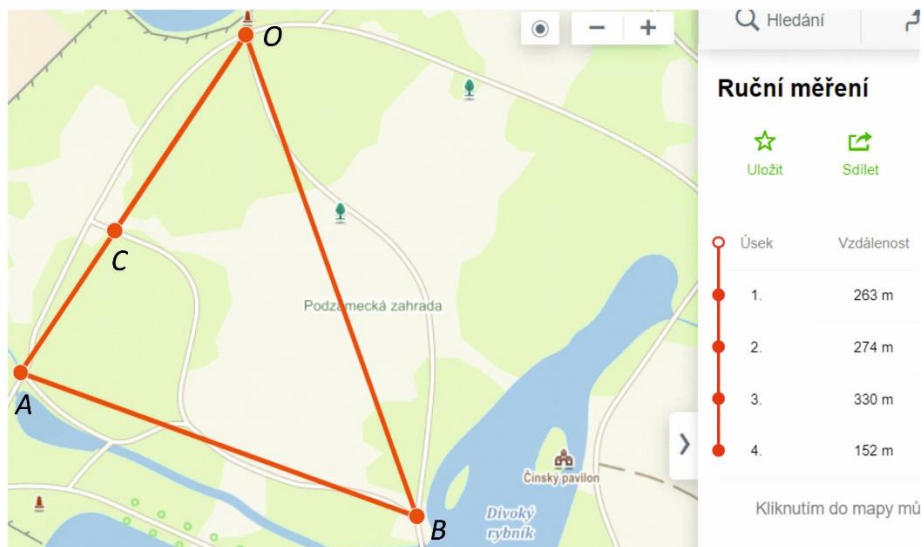 O
C
Podzámecká zahrada
A
B
Čínský pavilon
Divoký
rybník
Hledání
Ruční měření
Uložit
Sdílet
Úsek Vzdálenost
1. 263 m
2. 274 m
3. 330 m
4. 152 m
Kliknutím do mapy mů